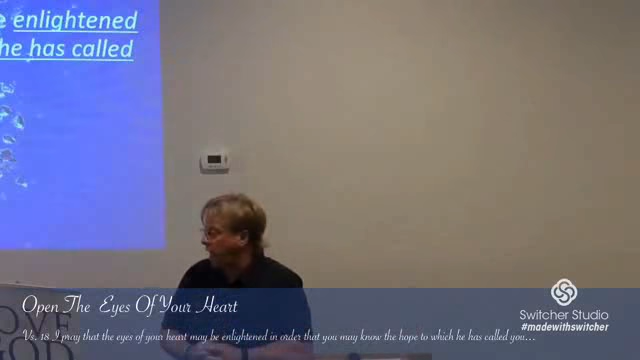 enlightened
he has called
Open The Eyes Of Your Heart
Vs. 18 I pray that the eyes of your heart may be enlightened in order that you may know the hope to which he has called you...
Switcher Studio
#madewithswitcher
LOVE
GOD